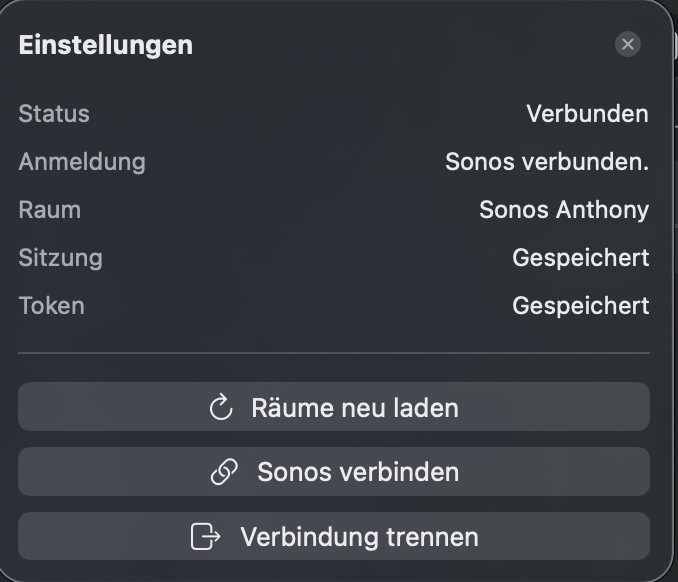 Einstellungen
Status Verbunden
Anmeldung Sonos verbunden.
Raum Sonos Anthony
Sitzung Gespeichert
Token Gespeichert
Räume neu laden
Sonos verbinden
Verbindung trennen